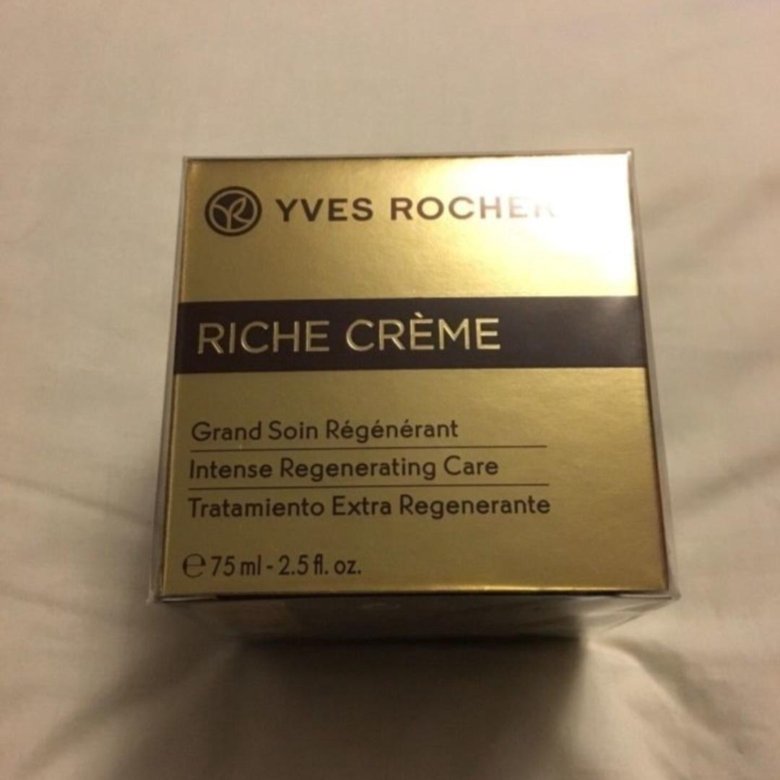 YVES ROCHER
RICHE CRÈME
Grand Soin Régénérant
Intense Regenerating Care
Tratamiento Extra Regenerante
℮ 75 ml - 2.5 fl. oz.